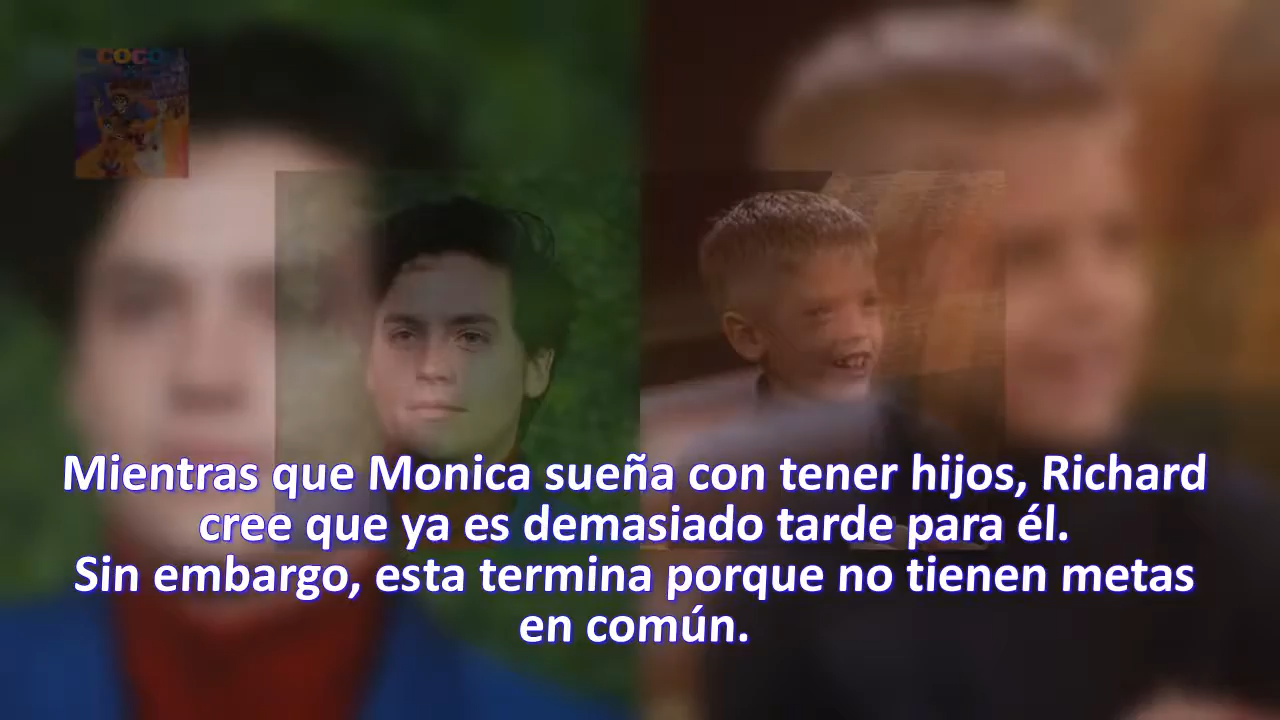 COCO
Mientras que Monica sueña con tener hijos, Richard
cree que ya es demasiado tarde para él.
Sin embargo, esta termina porque no tienen metas
en común.